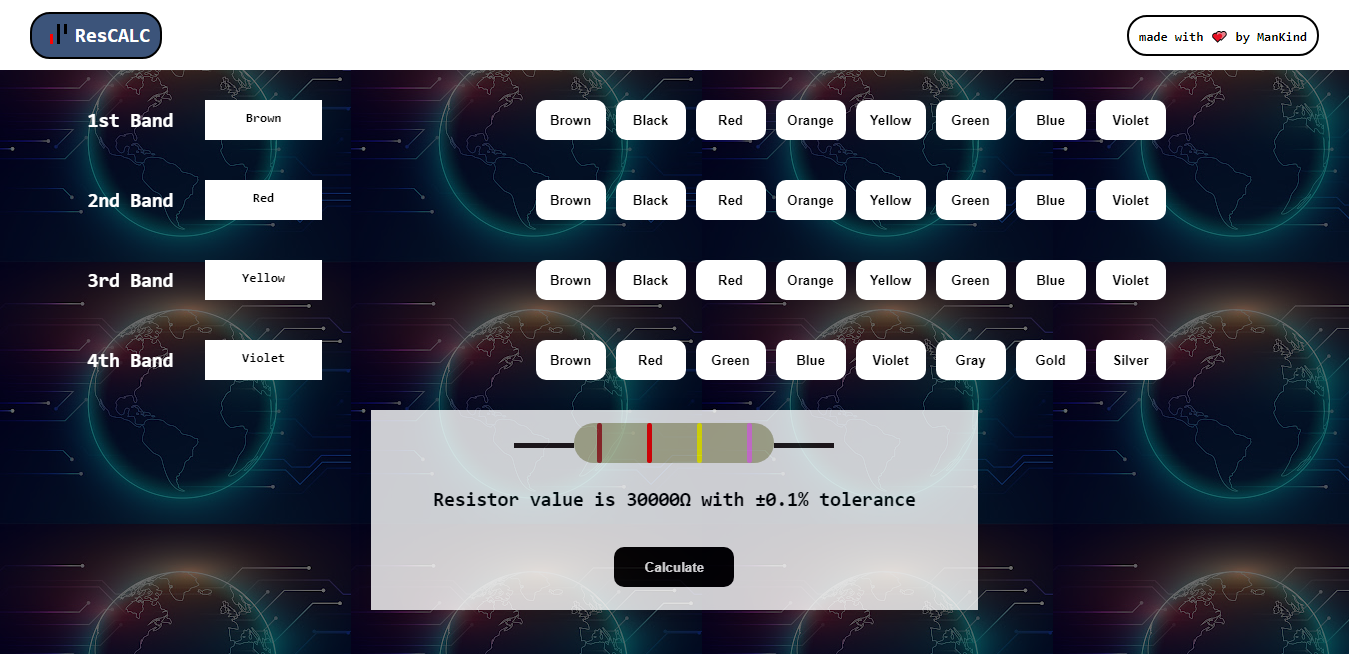 ResCALC
made with by ManKind
1st Band Brown Brown Black Red Orange Yellow Green Blue Violet
2nd Band Red Brown Black Red Orange Yellow Green Blue Violet
3rd Band Yellow Brown Black Red Orange Yellow Green Blue Violet
4th Band Violet Brown Red Green Blue Violet Gray Gold Silver
Resistor value is 30000Ω with ±0.1% tolerance
Calculate